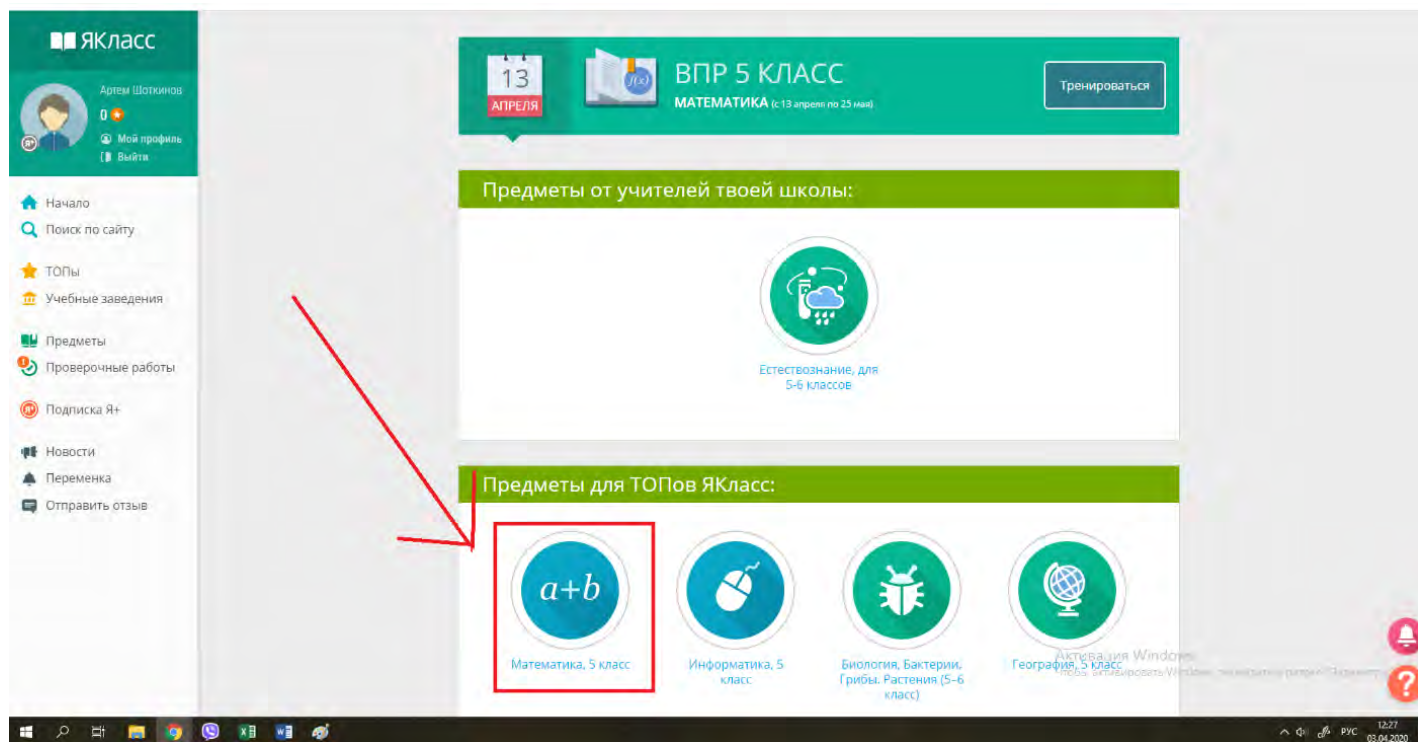 ЯКласс
Артем Шоткинов
0
Мой профиль
Выйти
Начало
Поиск по сайту
ТОПы
Учебные заведения
Предметы
Проверочные работы
Подписка Я+
Новости
Переменка
Отправить отзыв
13
АПРЕЛЯ
f(x)
ВПР 5 КЛАСС
МАТЕМАТИКА (с 13 апреля по 25 мая)
Тренироваться
Предметы от учителей твоей школы:
Естествознание, для
5-6 классов
Предметы для ТОПов ЯКласс:
a+b
Математика, 5 класс
Информатика, 5
класс
Биология, Бактерии.
Грибы. Растения (5–6
класс)
География, 5 класс
Активация Windows
Чтобы активировать Windows
?
РУС
12:27
03.04.2020